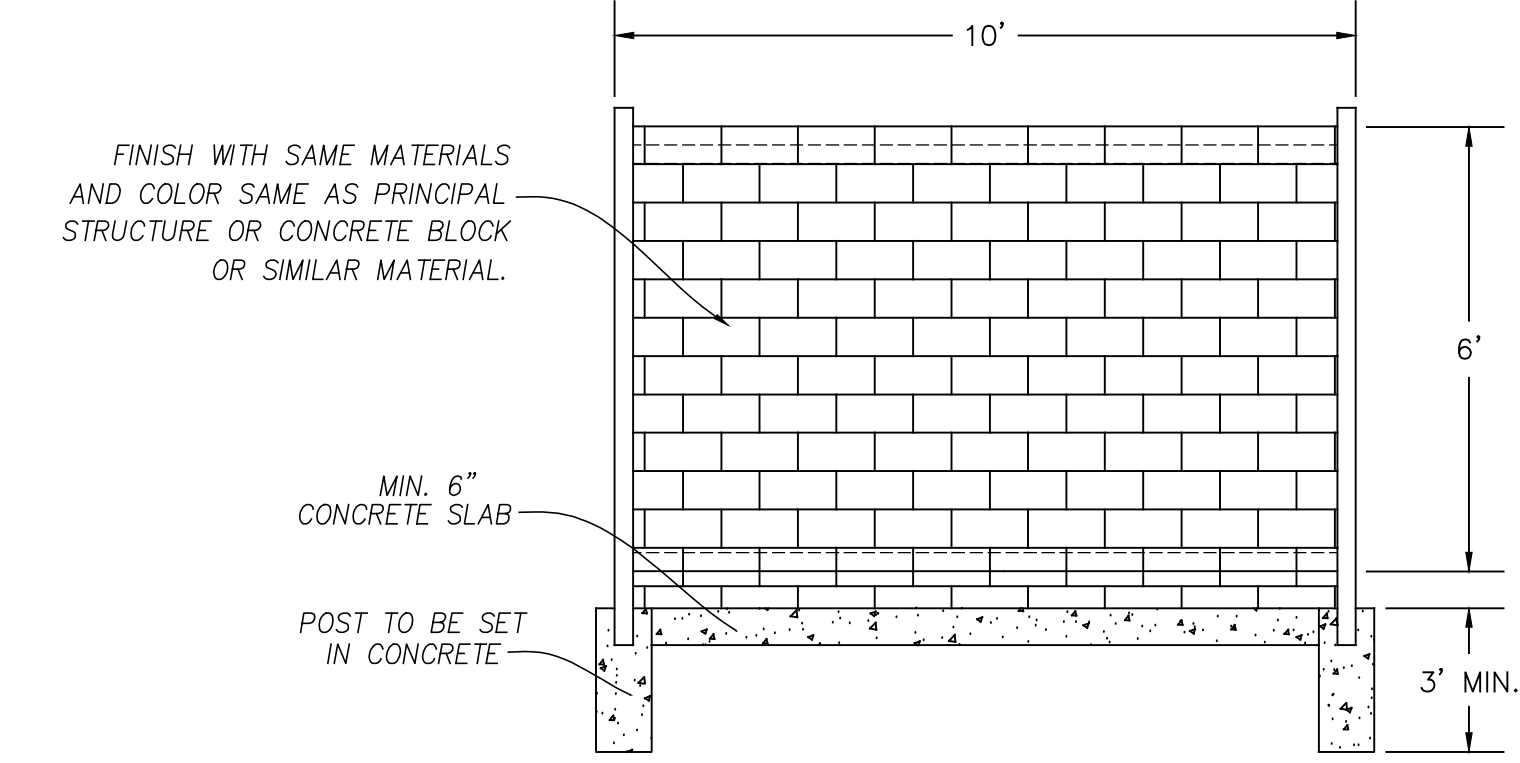 10'
FINISH WITH SAME MATERIALS
AND COLOR SAME AS PRINCIPAL
STRUCTURE OR CONCRETE BLOCK
OR SIMILAR MATERIAL.
6'
MIN. 6"
CONCRETE SLAB
POST TO BE SET
IN CONCRETE
3' MIN.